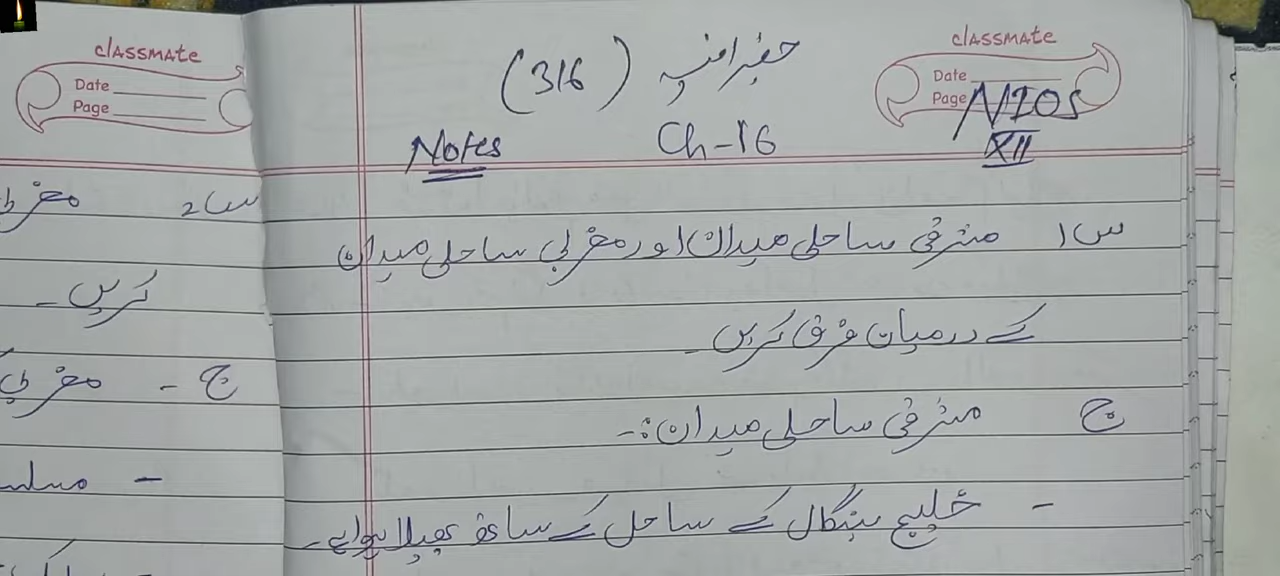 classmate
Date
Page
classmate
Date
Page
NIOS
XII
جغرافیہ (316)
Notes Ch-16
س1 مشرقی ساحلی میدان اور مغربی ساحلی میدان
کے درمیان فرق کریں۔
ج مشرقی ساحلی میدان:-
- خلیج بنگال کے ساحل کے ساتھ پھیلا ہوا ہے۔
س2
کریں۔
ج -